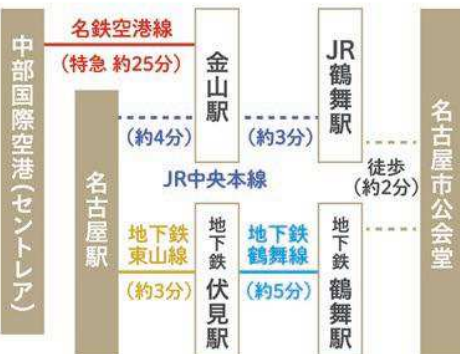 中部国際空港(セントレア)
名鉄空港線
(特急 約25分)
金山駅
JR鶴舞駅
名古屋市公会堂
名古屋駅
(約4分)
(約3分)
JR中央本線
徒歩
(約2分)
地下鉄
東山線
(約3分)
地下鉄 伏見駅
地下鉄
鶴舞線
(約5分)
地下鉄 鶴舞駅